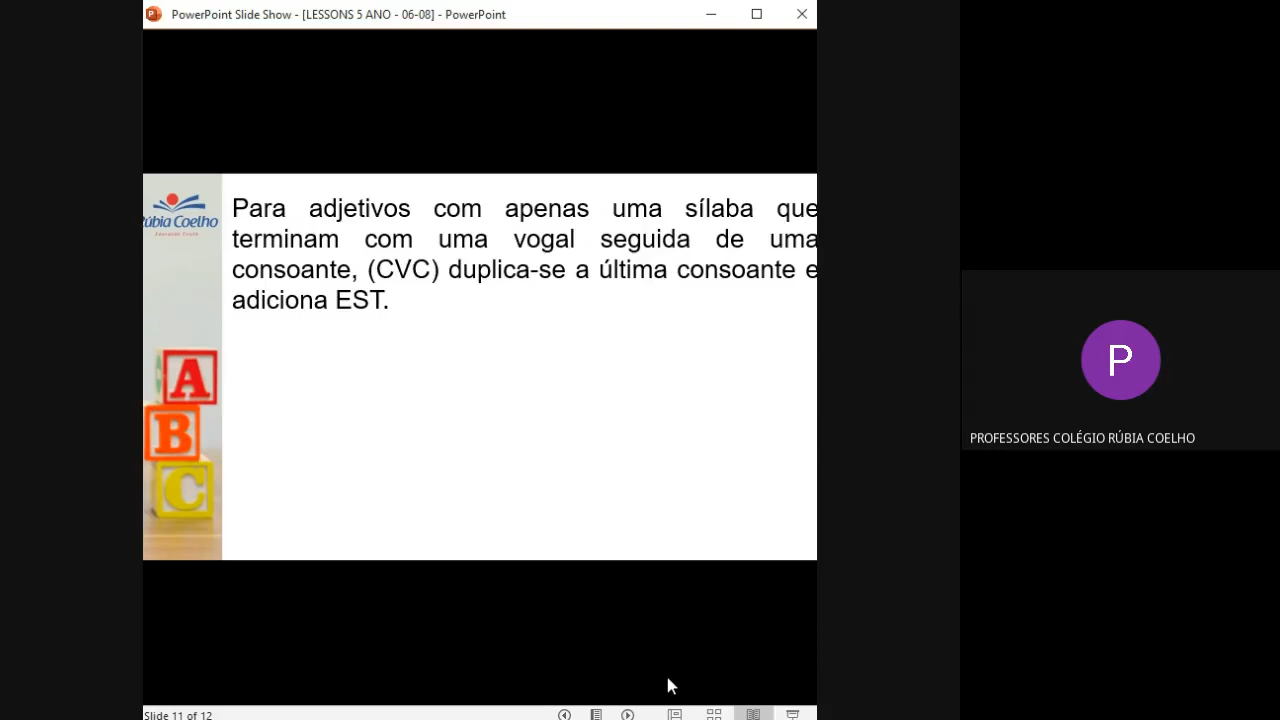 PowerPoint Slide Show - [LESSONS 5 ANO - 06-08] - PowerPoint
Rúbia Coelho
Educação Cristã
Para adjetivos com apenas uma sílaba que
terminam com uma vogal seguida de uma
consoante, (CVC) duplica-se a última consoante e
adiciona EST.
A
B
C
P
PROFESSORES COLÉGIO RÚBIA COELHO
Slide 11 of 12